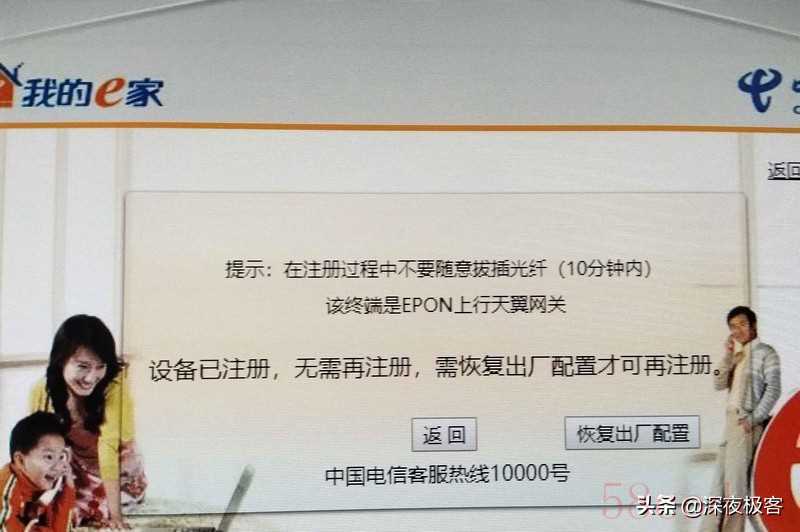 我的e家
返回
提示：在注册过程中不要随意拔插光纤（10分钟内）
该终端是EPON上行天翼网关
设备已注册，无需再注册，需恢复出厂配置才可再注册。
返回
恢复出厂配置
中国电信客服热线10000号
头条 @深夜极客